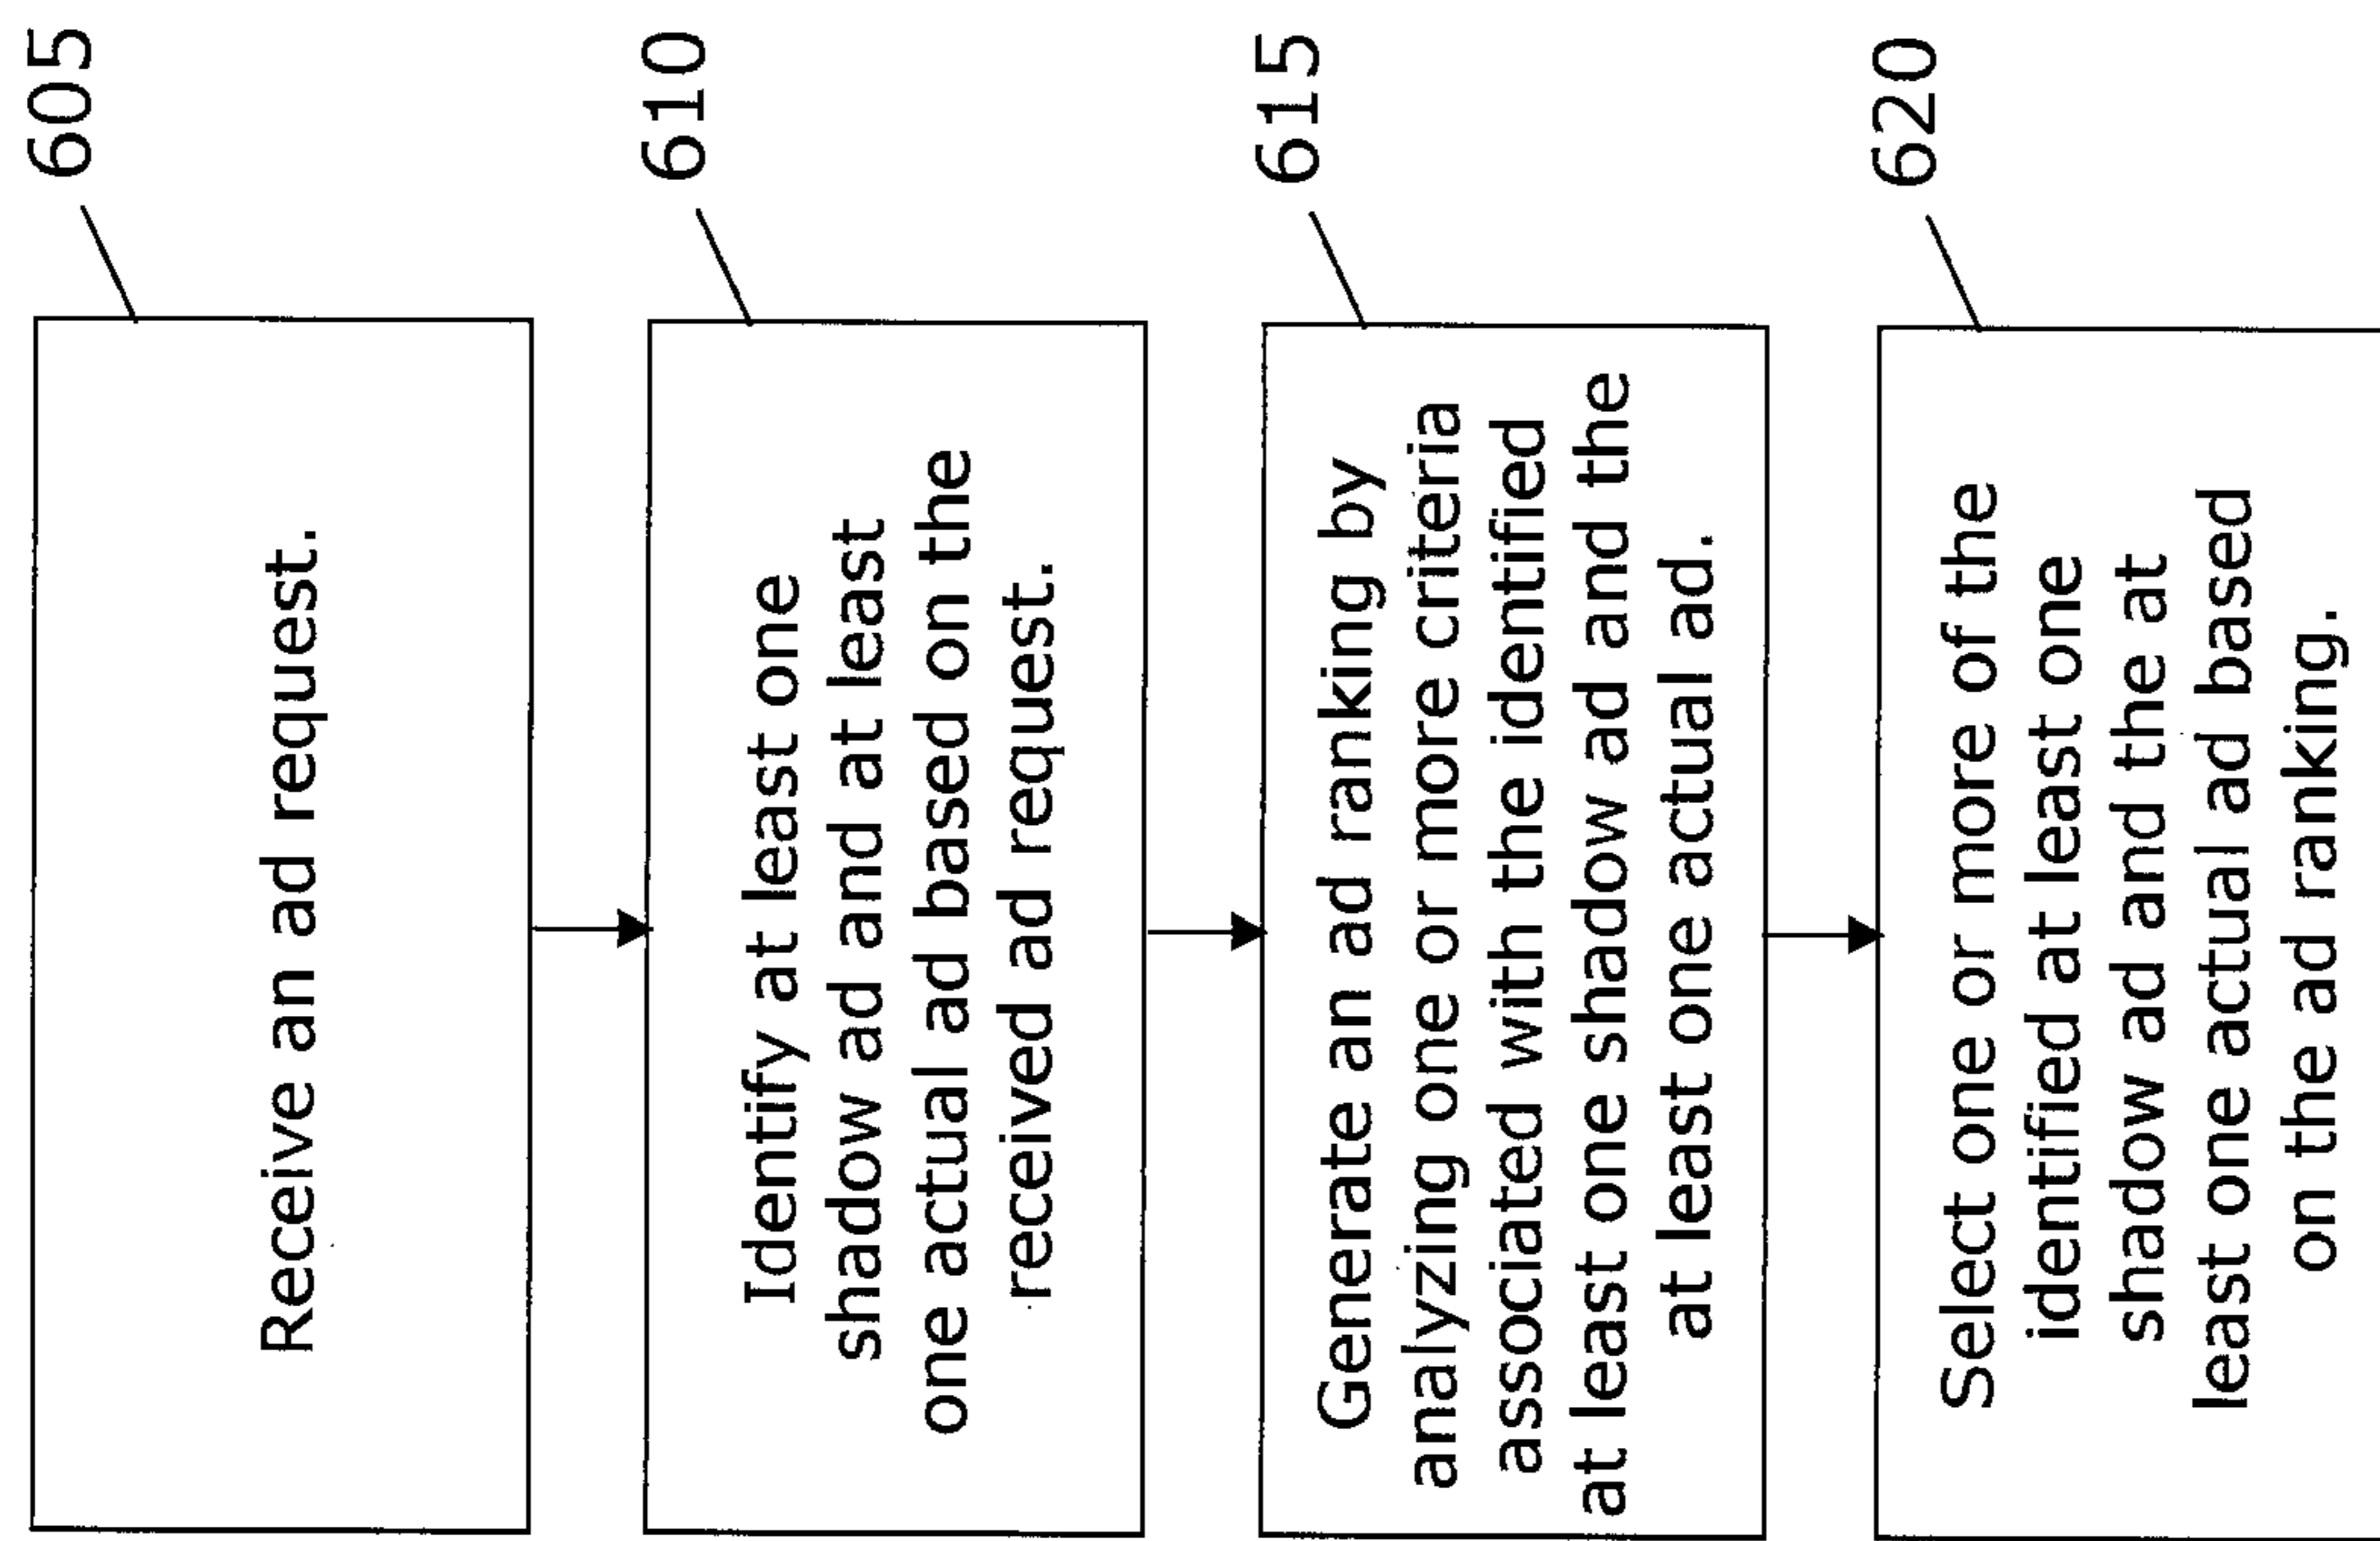 605
Receive an ad request.
610
Identify at least one
shadow ad and at least
one actual ad based on the
received ad request.
615
Generate an ad ranking by
analyzing one or more criteria
associated with the identified
at least one shadow ad and the
at least one actual ad.
620
Select one or more of the
identified at least one
shadow ad and the at
least one actual ad based
on the ad ranking.